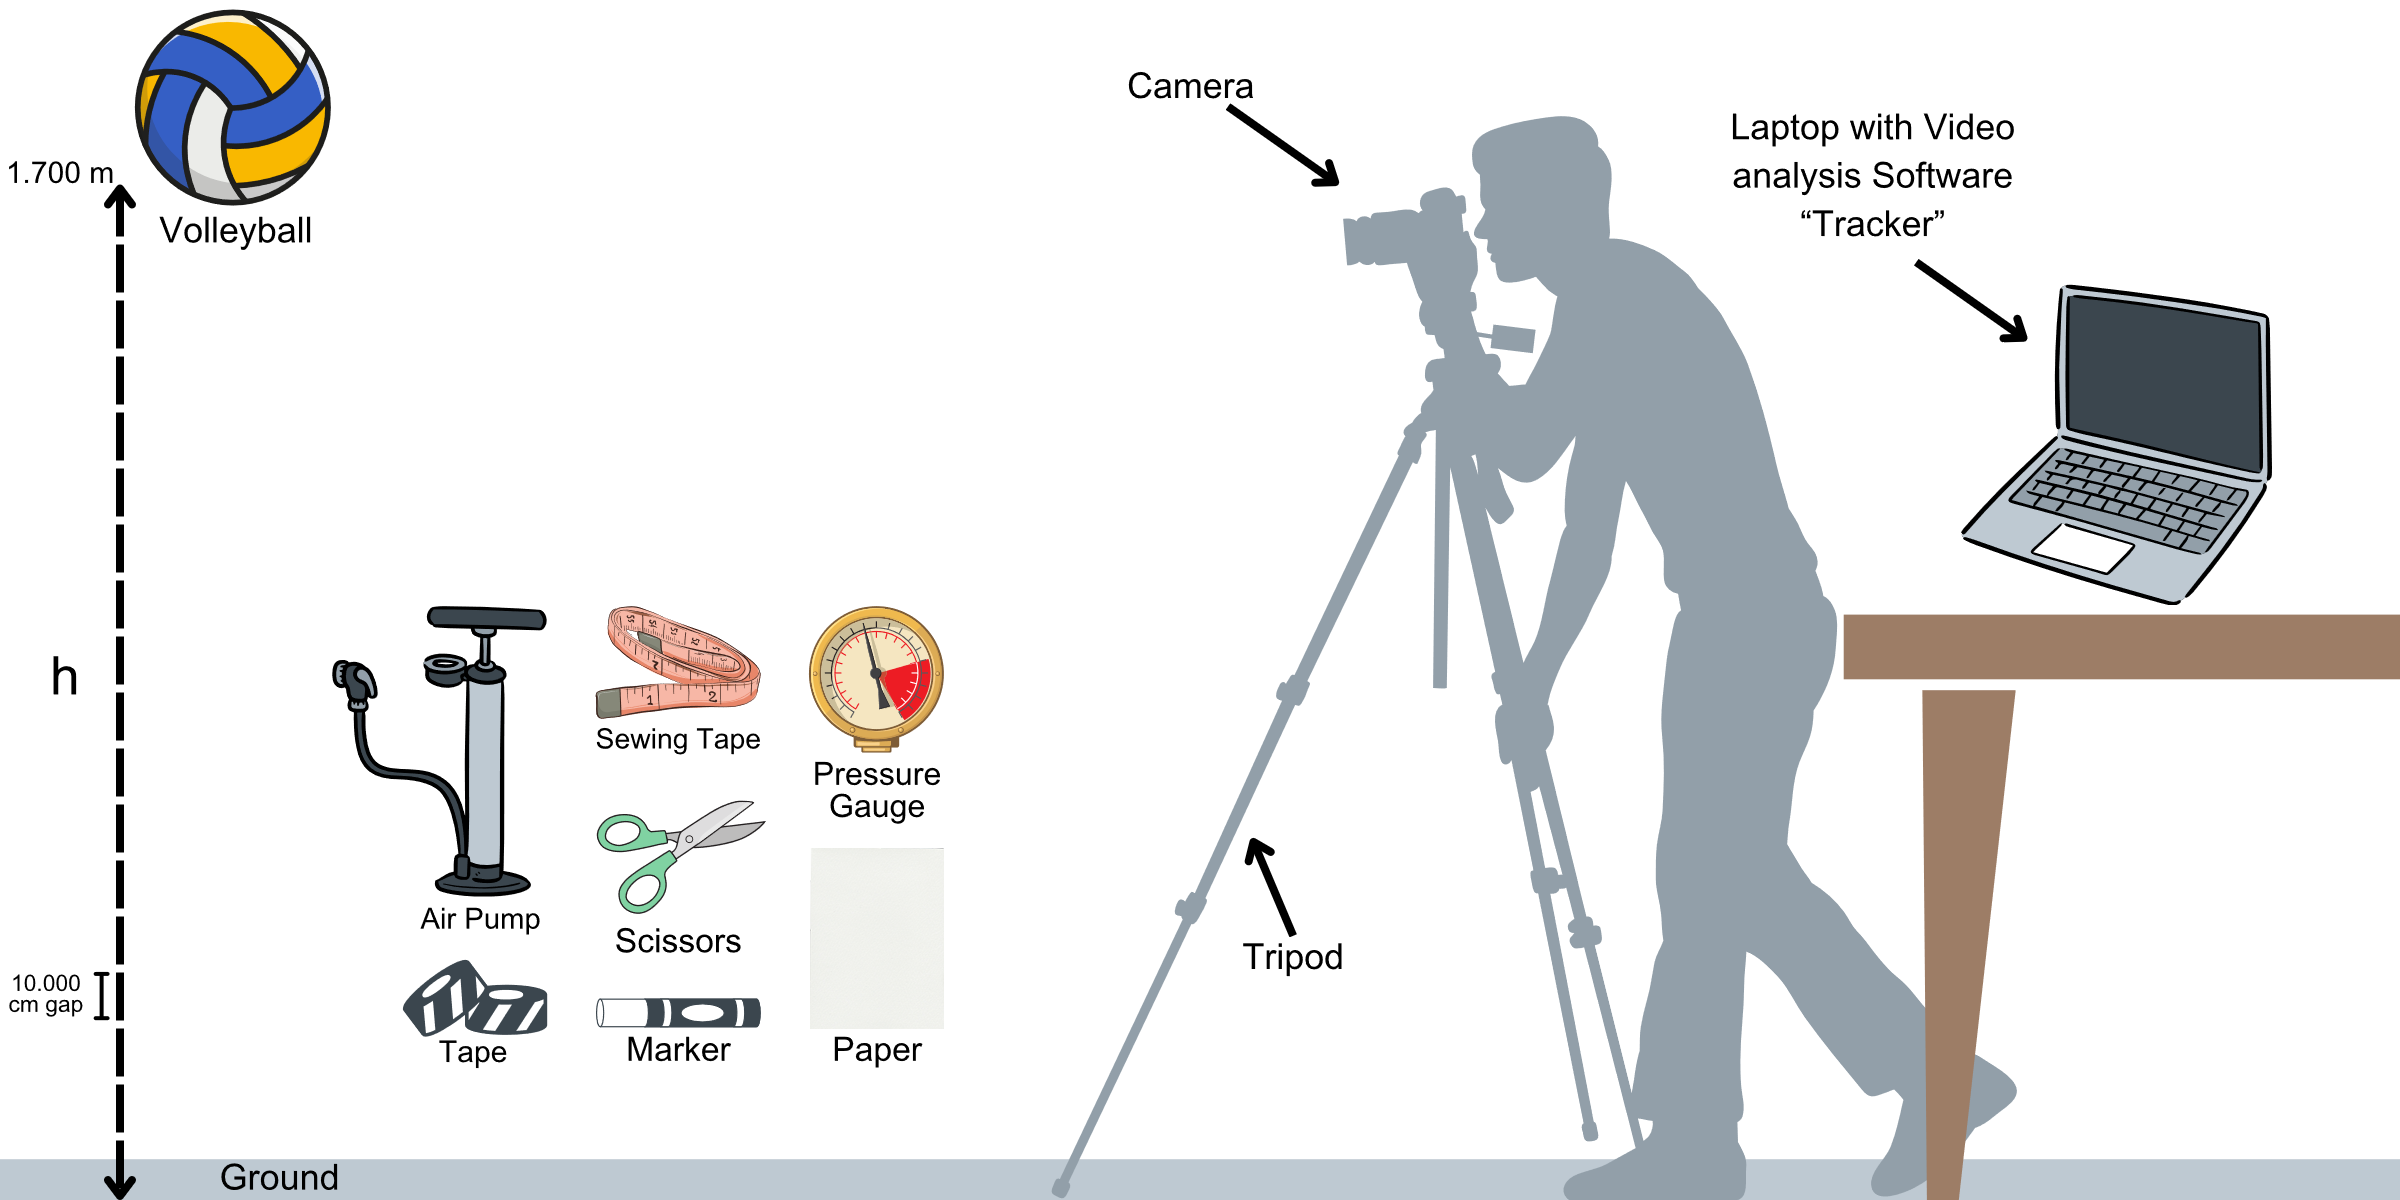 Camera
Laptop with Video
analysis Software
“Tracker”
1.700 m
Volleyball
h
Sewing Tape
Pressure
Gauge
Air Pump
Scissors
Tripod
10.000
cm gap
Tape
Marker
Paper
Ground